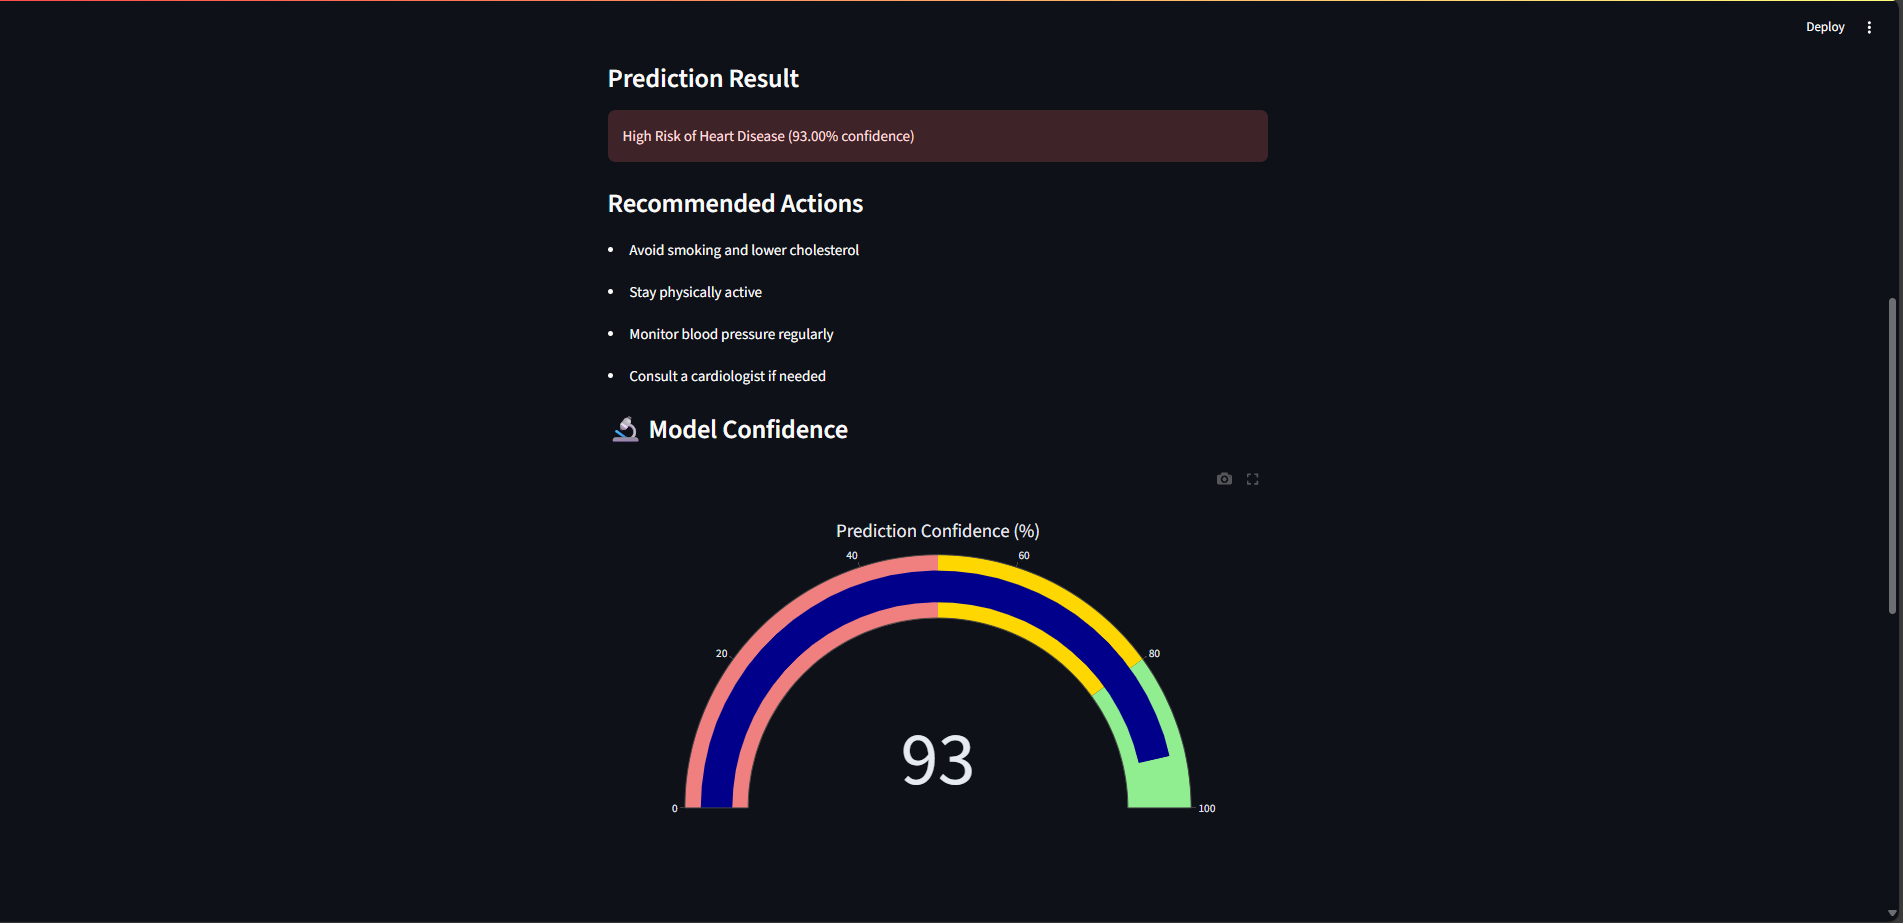 Deploy
Prediction Result
High Risk of Heart Disease (93.00% confidence)
Recommended Actions
• Avoid smoking and lower cholesterol
• Stay physically active
• Monitor blood pressure regularly
• Consult a cardiologist if needed
Model Confidence
Prediction Confidence (%)
40
60
20
80
93
0
100